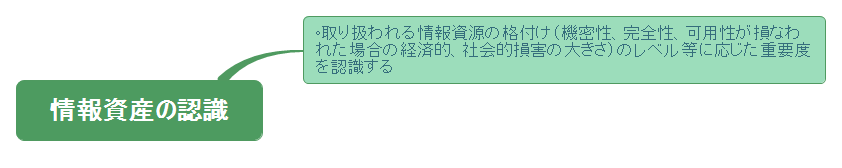 ◦取り扱われる情報資源の格付け（機密性、完全性、可用性が損なわ
れた場合の経済的、社会的損害の大きさ）のレベル等に応じた重要度
を認識する
情報資産の認識